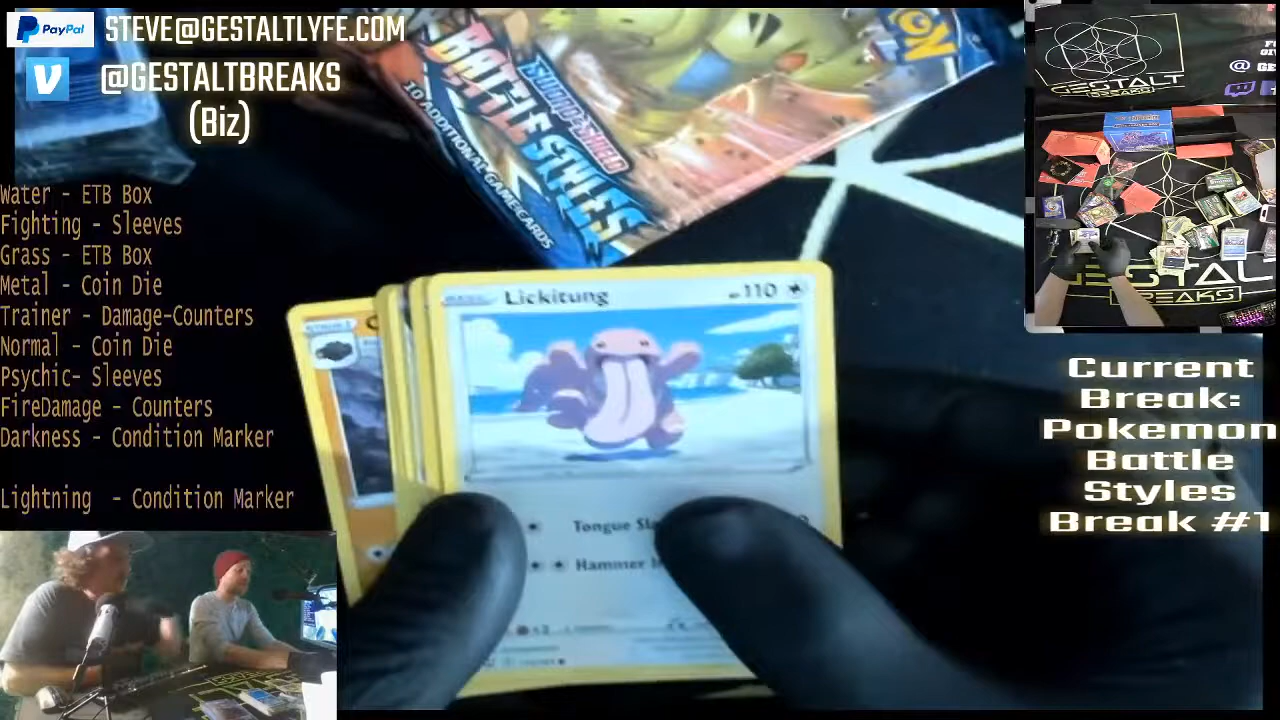 PayPal STEVE@GESTALTLYFE.COM
@GESTALTBREAKS
(Biz)
Water - ETB Box
Fighting - Sleeves
Grass - ETB Box
Metal - Coin Die
Trainer - Damage-Counters
Normal - Coin Die
Psychic- Sleeves
FireDamage - Counters
Darkness - Condition Marker
Lightning - Condition Marker
SWORD & SHIELD
BATTLE STYLES
10 ADDITIONAL GAME CARDS
Lickitung 110
Tongue
Hammer
GESTALT
BREAKS
GESTALT
BREAKS
Current
Break:
Pokemon
Battle
Styles
Break #1